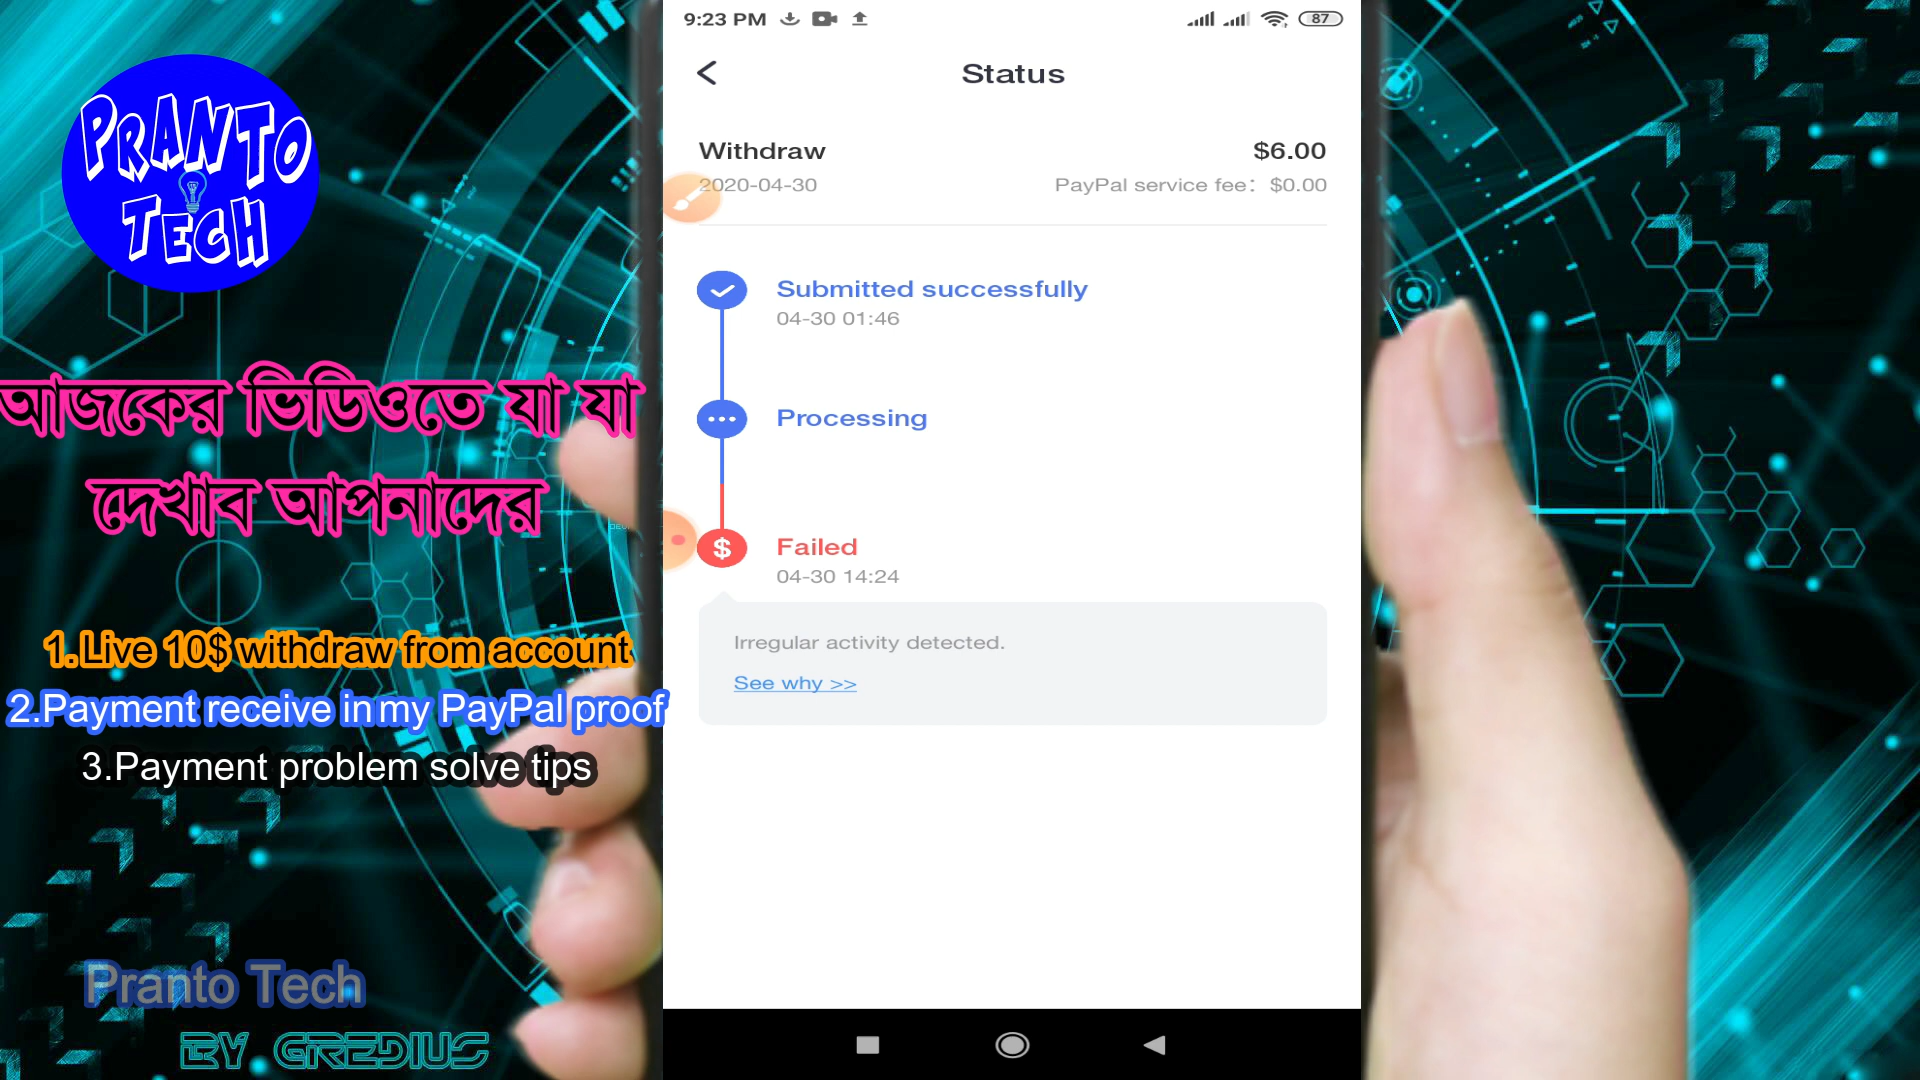 PRANTO
TECH
আজকের ভিডিওতে যা যা
দেখাব আপনাদের
1.Live 10$ withdraw from account
2.Payment receive in my PayPal proof
3.Payment problem solve tips
Pranto Tech
BY GREDIUS
9:23 PM
87
Status
Withdraw
$6.00
2020-04-30
PayPal service fee: $0.00
Submitted successfully
04-30 01:46
Processing
Failed
04-30 14:24
Irregular activity detected.
See why >>